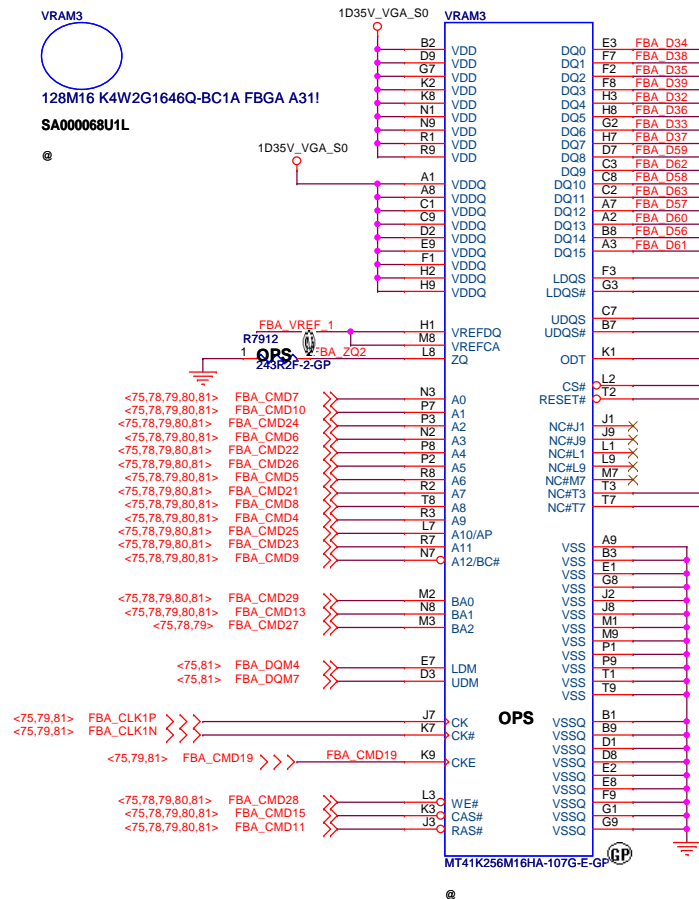 VRAM3
128M16 K4W2G1646Q-BC1A FBGA A31!
SA000068U1L
@
1D35V_VGA_S0
VRAM3
1D35V_VGA_S0
B2 VDD
D9 VDD
G7 VDD
K2 VDD
K8 VDD
N1 VDD
N9 VDD
R1 VDD
R9 VDD
A1 VDDQ
A8 VDDQ
C1 VDDQ
C9 VDDQ
D2 VDDQ
E9 VDDQ
F1 VDDQ
H2 VDDQ
H9 VDDQ
FBA_VREF_1 H1 VREFDQ
M8 VREFCA
R7912
1 OPS 2 FBA_ZQ2 L8 ZQ
243R2F-2-GP
<75,78,79,80,81> FBA_CMD7 N3 A0
<75,78,79,80,81> FBA_CMD10 P7 A1
<75,78,79,80,81> FBA_CMD24 P3 A2
<75,78,79,80,81> FBA_CMD6 N2 A3
<75,78,79,80,81> FBA_CMD22 P8 A4
<75,78,79,80,81> FBA_CMD26 P2 A5
<75,78,79,80,81> FBA_CMD5 R8 A6
<75,78,79,80,81> FBA_CMD21 R2 A7
<75,78,79,80,81> FBA_CMD8 T8 A8
<75,78,79,80,81> FBA_CMD4 R3 A9
<75,78,79,80,81> FBA_CMD25 L7 A10/AP
<75,78,79,80,81> FBA_CMD23 R7 A11
<75,78,79,80,81> FBA_CMD9 N7 A12/BC#
<75,78,79,80,81> FBA_CMD29 M2 BA0
<75,78,79,80,81> FBA_CMD13 N8 BA1
<75,78,79> FBA_CMD27 M3 BA2
<75,81> FBA_DQM4 E7 LDM
<75,81> FBA_DQM7 D3 UDM
<75,79,81> FBA_CLK1P J7 CK
<75,79,81> FBA_CLK1N K7 CK#
<75,79,81> FBA_CMD19 FBA_CMD19 K9 CKE
<75,78,79,80,81> FBA_CMD28 L3 WE#
<75,78,79,80,81> FBA_CMD15 K3 CAS#
<75,78,79,80,81> FBA_CMD11 J3 RAS#
DQ0 E3 FBA_D34
DQ1 F7 FBA_D38
DQ2 F2 FBA_D35
DQ3 F8 FBA_D39
DQ4 H3 FBA_D32
DQ5 H8 FBA_D36
DQ6 G2 FBA_D33
DQ7 H7 FBA_D37
DQ8 D7 FBA_D59
DQ9 C3 FBA_D62
DQ10 C8 FBA_D58
DQ11 C2 FBA_D63
DQ12 A7 FBA_D57
DQ13 A2 FBA_D60
DQ14 B8 FBA_D56
DQ15 A3 FBA_D61
LDQS F3
LDQS# G3
UDQS C7
UDQS# B7
ODT K1
CS# L2
RESET# T2
NC#J1 J1
NC#J9 J9
NC#L1 L1
NC#L9 L9
NC#M7 M7
NC#T3 T3
NC#T7 T7
VSS A9
VSS B3
VSS E1
VSS G8
VSS J2
VSS J8
VSS M1
VSS M9
VSS P1
VSS P9
VSS T1
VSS T9
OPS
VSSQ B1
VSSQ B9
VSSQ D1
VSSQ D8
VSSQ E2
VSSQ E8
VSSQ F9
VSSQ G1
VSSQ G9
MT41K256M16HA-107G-E-GP
GP
@